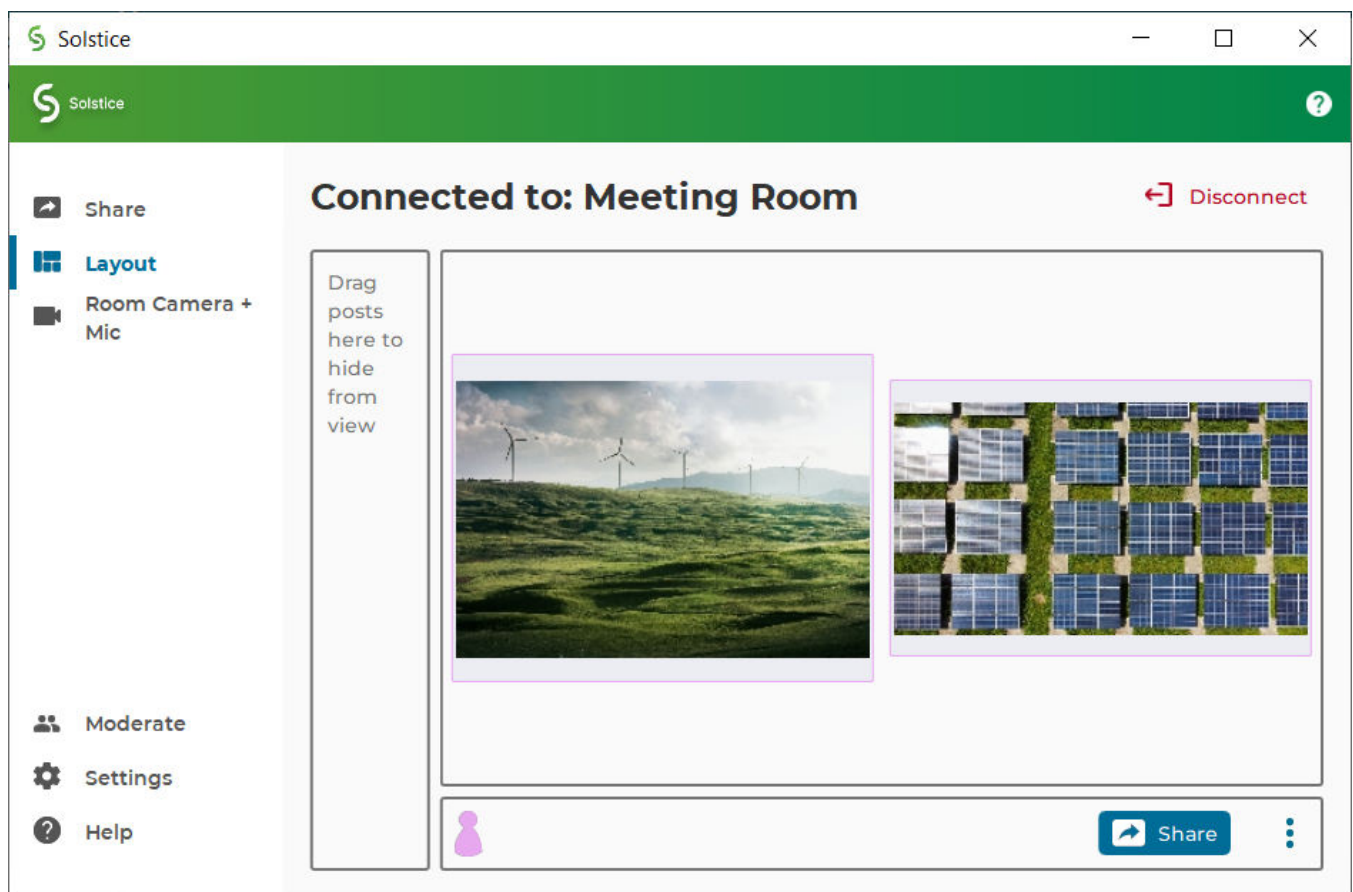 Solstice
Solstice
Share
Layout
Room Camera +
Mic
Moderate
Settings
Help
Connected to: Meeting Room
Disconnect
Drag
posts
here to
hide
from
view
Share